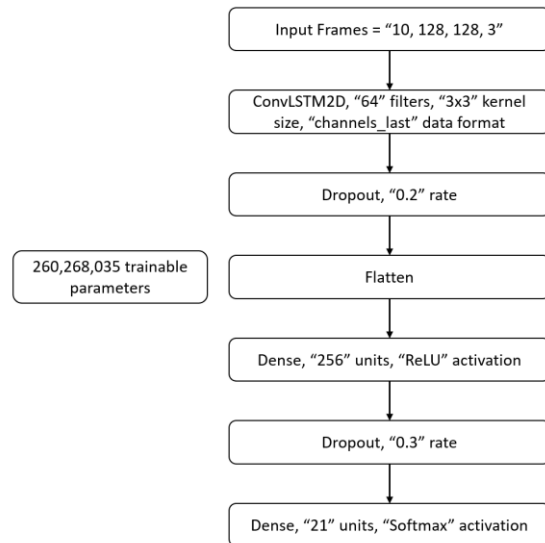 Input Frames = “10, 128, 128, 3”
ConvLSTM2D, “64” filters, “3x3” kernel
size, “channels_last” data format
Dropout, “0.2” rate
260,268,035 trainable
parameters
Flatten
Dense, “256” units, “ReLU” activation
Dropout, “0.3” rate
Dense, “21” units, “Softmax” activation